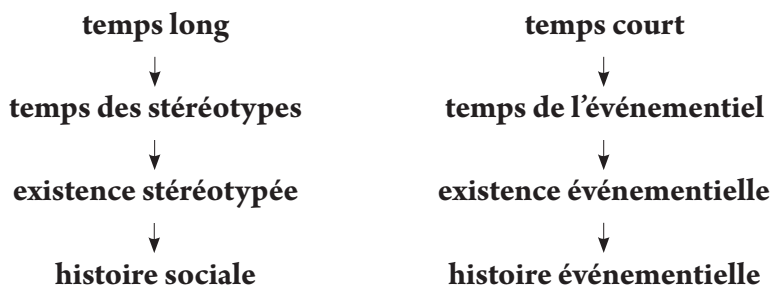 temps long
temps court
temps des stéréotypes
temps de l'événementiel
existence stéréotypée
existence événementielle
histoire sociale
histoire événementielle